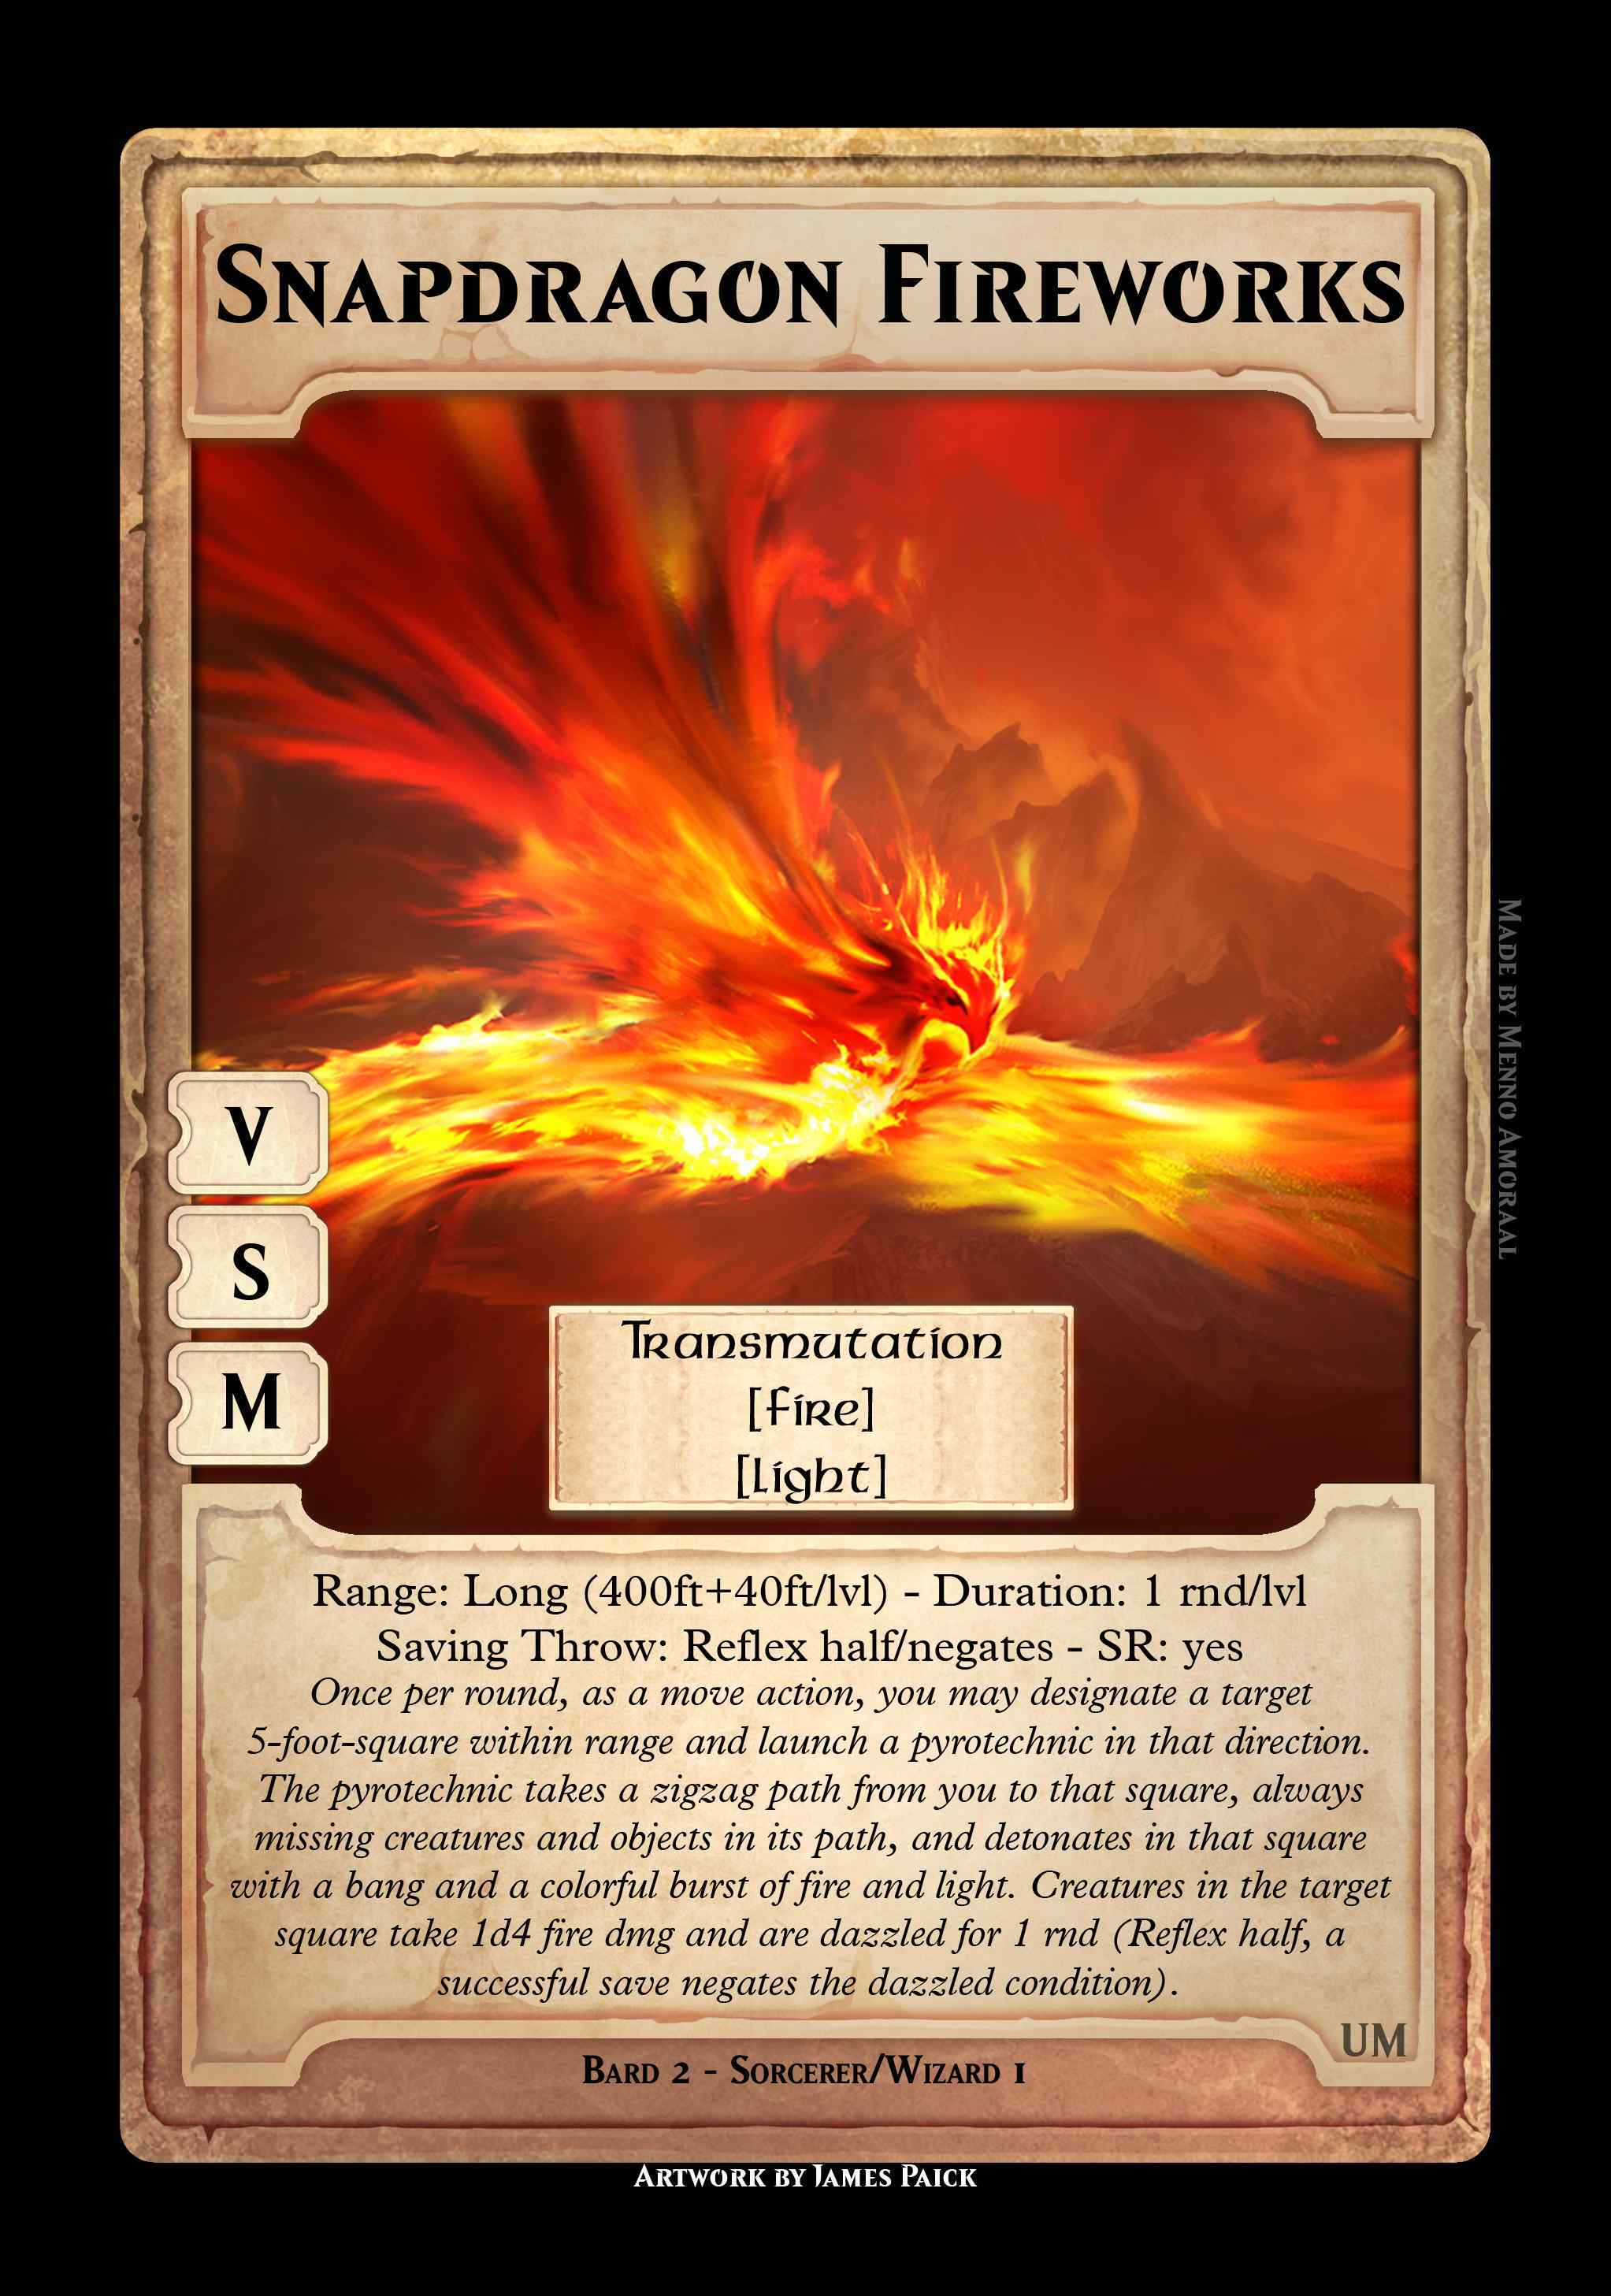 Snapdragon Fireworks
V
S
M
Transmutation
[Fire]
[Light]
Range: Long (400ft+40ft/lvl) - Duration: 1 rnd/lvl
Saving Throw: Reflex half/negates - SR: yes
Once per round, as a move action, you may designate a target
5-foot-square within range and launch a pyrotechnic in that direction.
The pyrotechnic takes a zigzag path from you to that square, always
missing creatures and objects in its path, and detonates in that square
with a bang and a colorful burst of fire and light. Creatures in the target
square take 1d4 fire dmg and are dazzled for 1 rnd (Reflex half, a
successful save negates the dazzled condition).
UM
Bard 2 - Sorcerer/Wizard 1
Artwork by James Paick
Made by Menno Amoraal